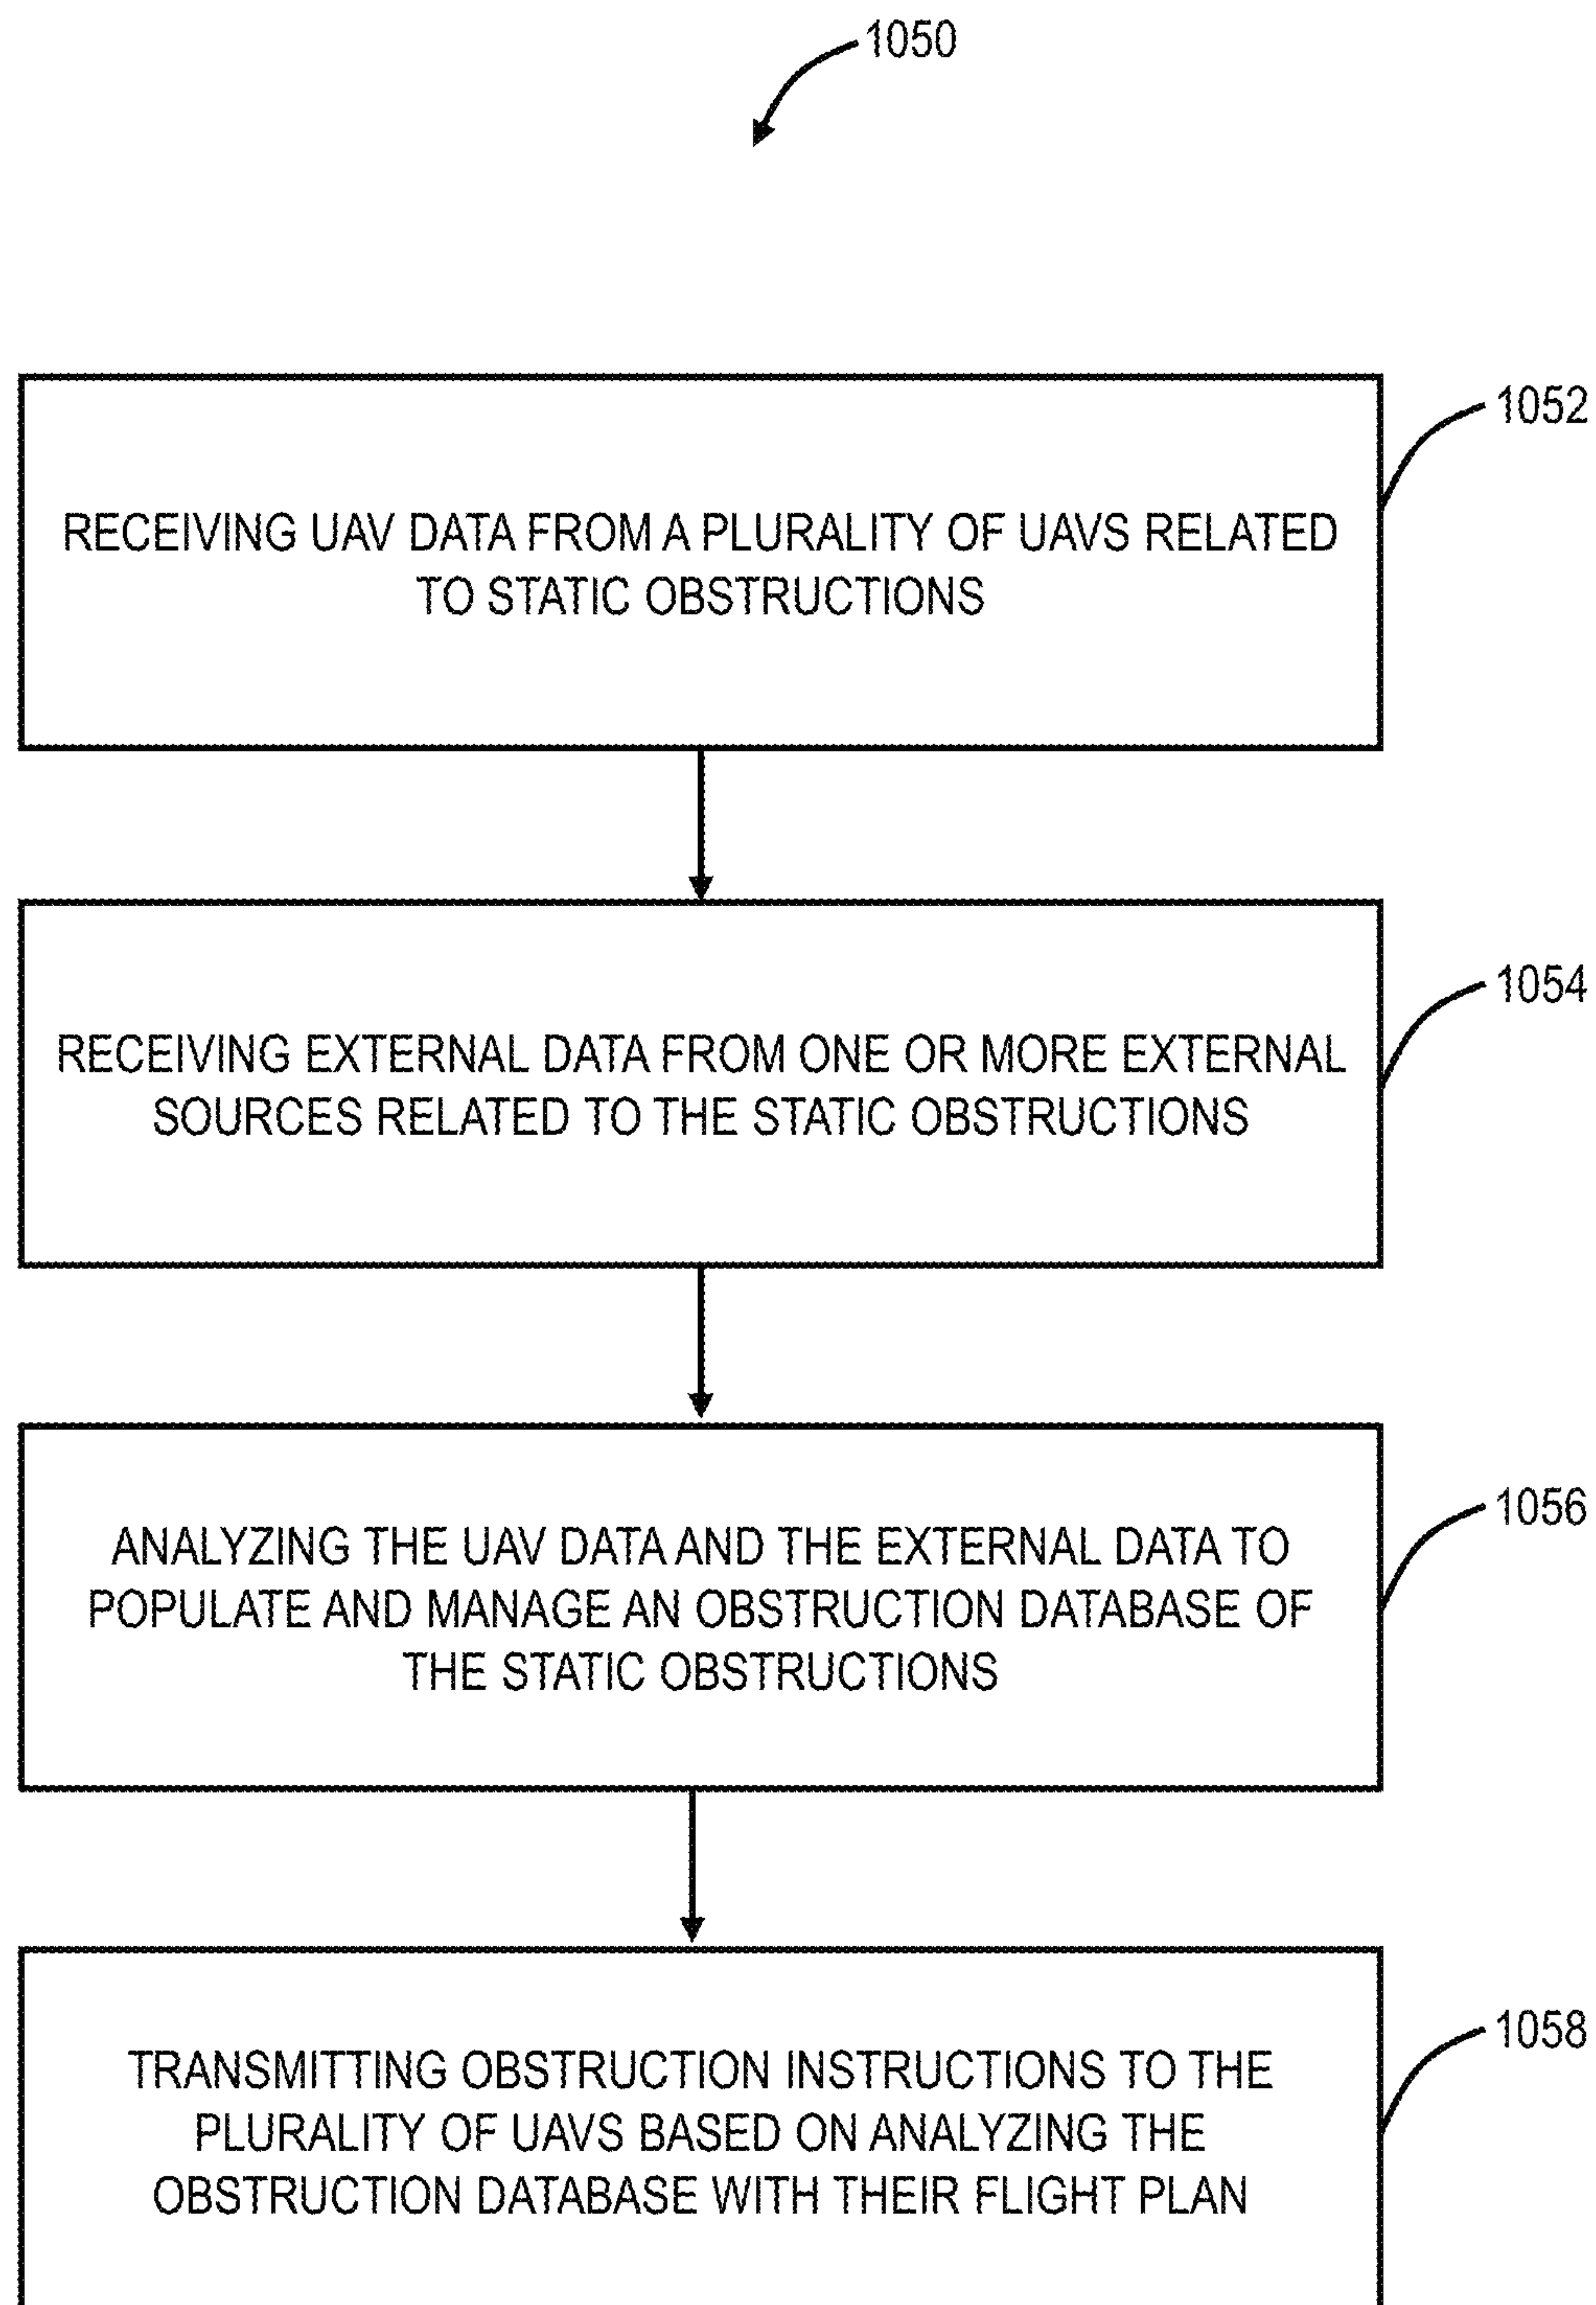 1050
1052
RECEIVING UAV DATA FROM A PLURALITY OF UAVS RELATED
TO STATIC OBSTRUCTIONS
1054
RECEIVING EXTERNAL DATA FROM ONE OR MORE EXTERNAL
SOURCES RELATED TO THE STATIC OBSTRUCTIONS
1056
ANALYZING THE UAV DATA AND THE EXTERNAL DATA TO
POPULATE AND MANAGE AN OBSTRUCTION DATABASE OF
THE STATIC OBSTRUCTIONS
1058
TRANSMITTING OBSTRUCTION INSTRUCTIONS TO THE
PLURALITY OF UAVS BASED ON ANALYZING THE
OBSTRUCTION DATABASE WITH THEIR FLIGHT PLAN